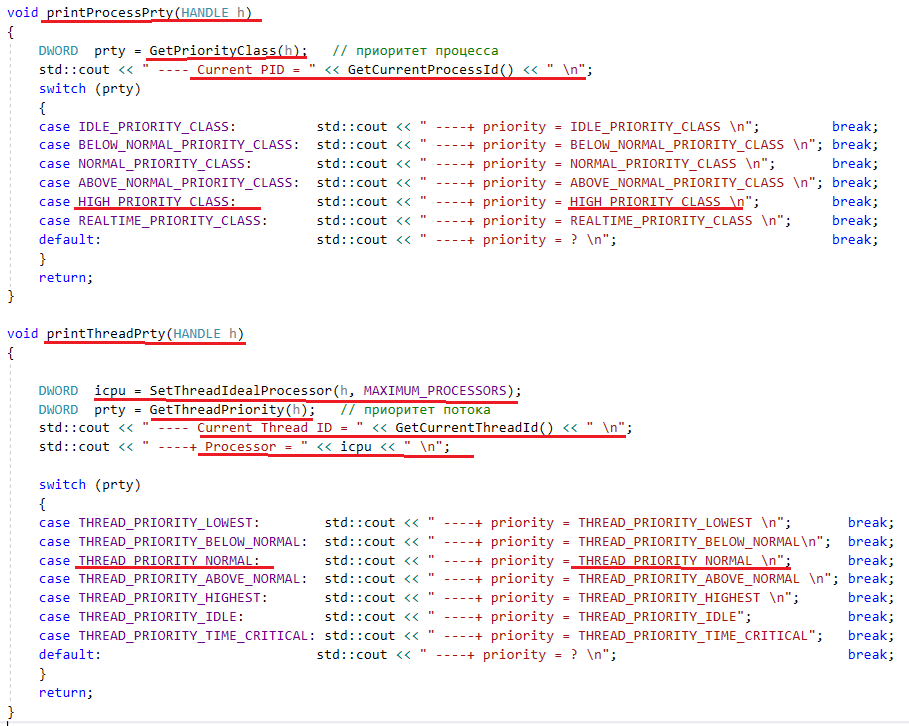 void printProcessPrty(HANDLE h)
{
    DWORD  prty = GetPriorityClass(h);   // приоритет процесса
    std::cout << " ---- Current PID = " << GetCurrentProcessId() << " \n";
    switch (prty)
    {
    case IDLE_PRIORITY_CLASS:          std::cout << " ----+ priority = IDLE_PRIORITY_CLASS \n";         break;
    case BELOW_NORMAL_PRIORITY_CLASS:  std::cout << " ----+ priority = BELOW_NORMAL_PRIORITY_CLASS \n"; break;
    case NORMAL_PRIORITY_CLASS:        std::cout << " ----+ priority = NORMAL_PRIORITY_CLASS \n";       break;
    case ABOVE_NORMAL_PRIORITY_CLASS:  std::cout << " ----+ priority = ABOVE_NORMAL_PRIORITY_CLASS \n"; break;
    case HIGH_PRIORITY_CLASS:          std::cout << " ----+ priority = HIGH_PRIORITY_CLASS \n";         break;
    case REALTIME_PRIORITY_CLASS:      std::cout << " ----+ priority = REALTIME_PRIORITY_CLASS \n";     break;
    default:                           std::cout << " ----+ priority = ? \n";                           break;
    }
    return;
}
void printThreadPrty(HANDLE h)
{
    DWORD  icpu = SetThreadIdealProcessor(h, MAXIMUM_PROCESSORS);
    DWORD  prty = GetThreadPriority(h);   // приоритет потока
    std::cout << " ---- Current Thread ID = " << GetCurrentThreadId() << " \n";
    std::cout << " ----+ Processor = " << icpu << " \n";
    switch (prty)
    {
    case THREAD_PRIORITY_LOWEST:        std::cout << " ----+ priority = THREAD_PRIORITY_LOWEST \n";       break;
    case THREAD_PRIORITY_BELOW_NORMAL:  std::cout << " ----+ priority = THREAD_PRIORITY_BELOW_NORMAL\n";  break;
    case THREAD_PRIORITY_NORMAL:        std::cout << " ----+ priority = THREAD_PRIORITY_NORMAL \n";       break;
    case THREAD_PRIORITY_ABOVE_NORMAL:  std::cout << " ----+ priority = THREAD_PRIORITY_ABOVE_NORMAL \n"; break;
    case THREAD_PRIORITY_HIGHEST:       std::cout << " ----+ priority = THREAD_PRIORITY_HIGHEST \n";      break;
    case THREAD_PRIORITY_IDLE:          std::cout << " ----+ priority = THREAD_PRIORITY_IDLE";            break;
    case THREAD_PRIORITY_TIME_CRITICAL: std::cout << " ----+ priority = THREAD_PRIORITY_TIME_CRITICAL";   break;
    default:                           std::cout << " ----+ priority = ? \n";                             break;
    }
    return;
}